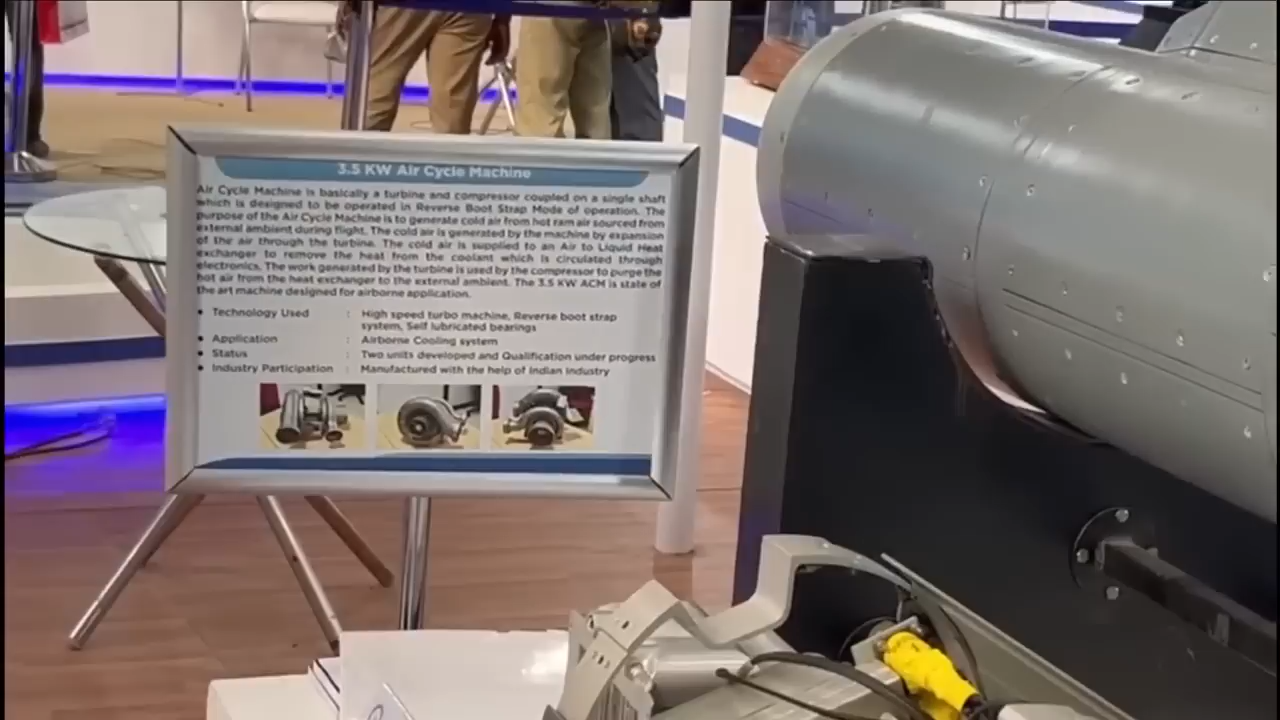 3.5 KW Air Cycle Machine
Air Cycle Machine is basically a turbine and compressor coupled on a single shaft
which is designed to be operated in Reverse Boot Strap Mode of operation. The
purpose of the Air Cycle Machine is to generate cold air from hot ram air sourced from
external ambient during flight. The cold air is generated by the machine by expansion
of the air through the turbine. The cold air is supplied to an Air to Liquid Heat
exchanger to remove the heat from the coolant which is circulated through
electronics. The work generated by the turbine is used by the compressor to purge the
hot air from the heat exchanger to the external ambient. The 3.5 KW ACM is state of
the art machine designed for airborne application.
• Technology Used : High speed turbo machine, Reverse boot strap
system, Self lubricated bearings
• Application : Airborne Cooling system
• Status : Two units developed and Qualification under progress
• Industry Participation : Manufactured with the help of Indian Industry